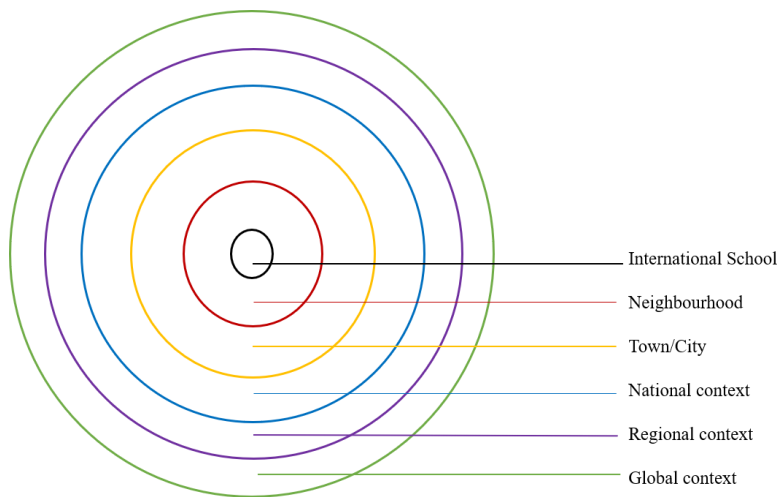 International School
Neighbourhood
Town/City
National context
Regional context
Global context